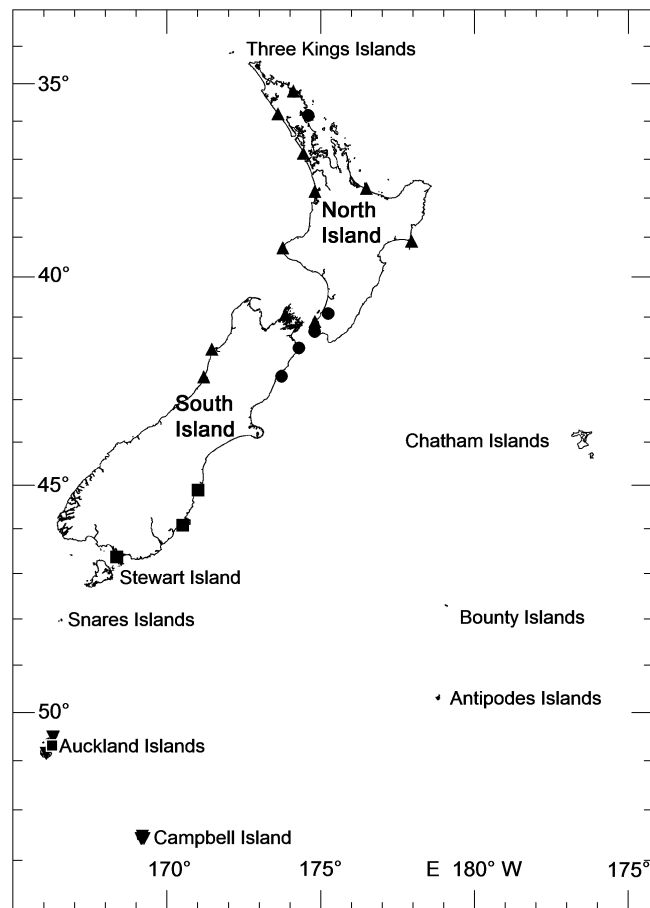 Three Kings Islands
35°
North
Island
40°
South
Island
Chatham Islands
45°
Stewart Island
Snares Islands
Bounty Islands
Antipodes Islands
50°
Auckland Islands
Campbell Island
170° 175° E 180° W 175°